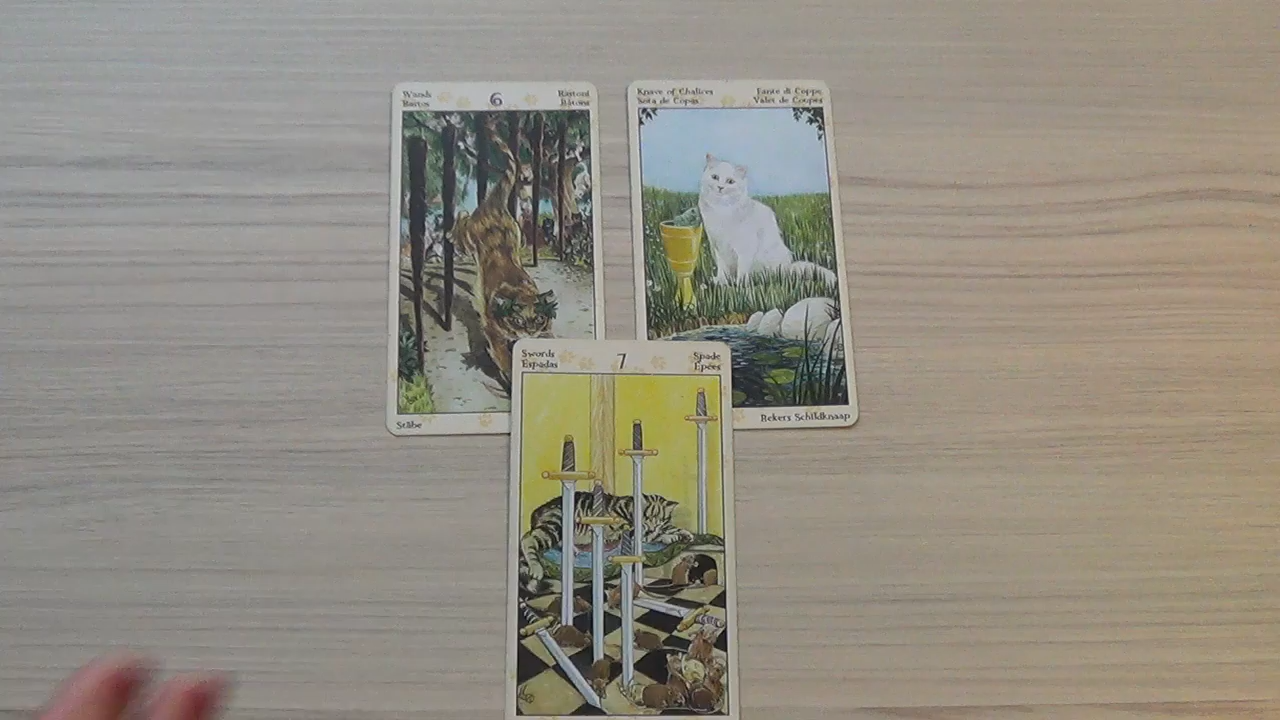 Wands
Bastos
6
Bastoni
Bâtons
Stäbe
Knave of Chalices
Sota de Copas
Fante di Coppe
Valet de Coupes
Bekers Schildknaap
Swords
Espadas
7
Spade
Épées